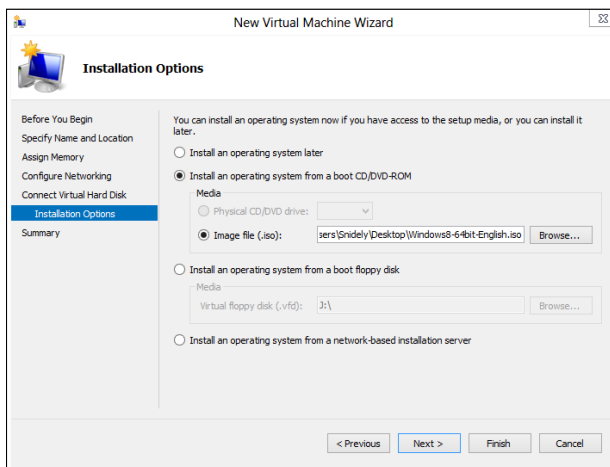 New Virtual Machine Wizard
Installation Options
Before You Begin
Specify Name and Location
Assign Memory
Configure Networking
Connect Virtual Hard Disk
Installation Options
Summary
You can install an operating system now if you have access to the setup media, or you can install it
later.
Install an operating system later
Install an operating system from a boot CD/DVD-ROM
Media
Physical CD/DVD drive:
Image file (.iso):
sers\Snidely\Desktop\Windows8-64bit-English.iso
Browse...
Install an operating system from a boot floppy disk
Media
Virtual floppy disk (.vfd):
J:\
Browse...
Install an operating system from a network-based installation server
< Previous
Next >
Finish
Cancel